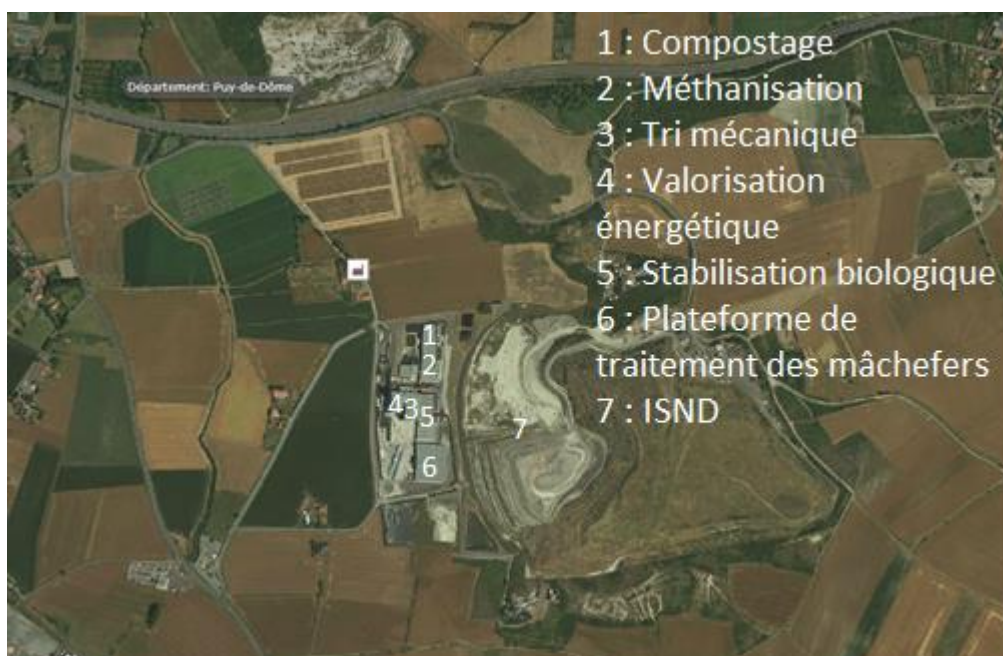 1 : Compostage
2 : Méthanisation
Département: Puy-de-Dôme
3 : Tri mécanique
4 : Valorisation
énergétique
5 : Stabilisation biologique
6 : Plateforme de
traitement des mâchefers
7 : ISND
1
2
4
3
5
7
6